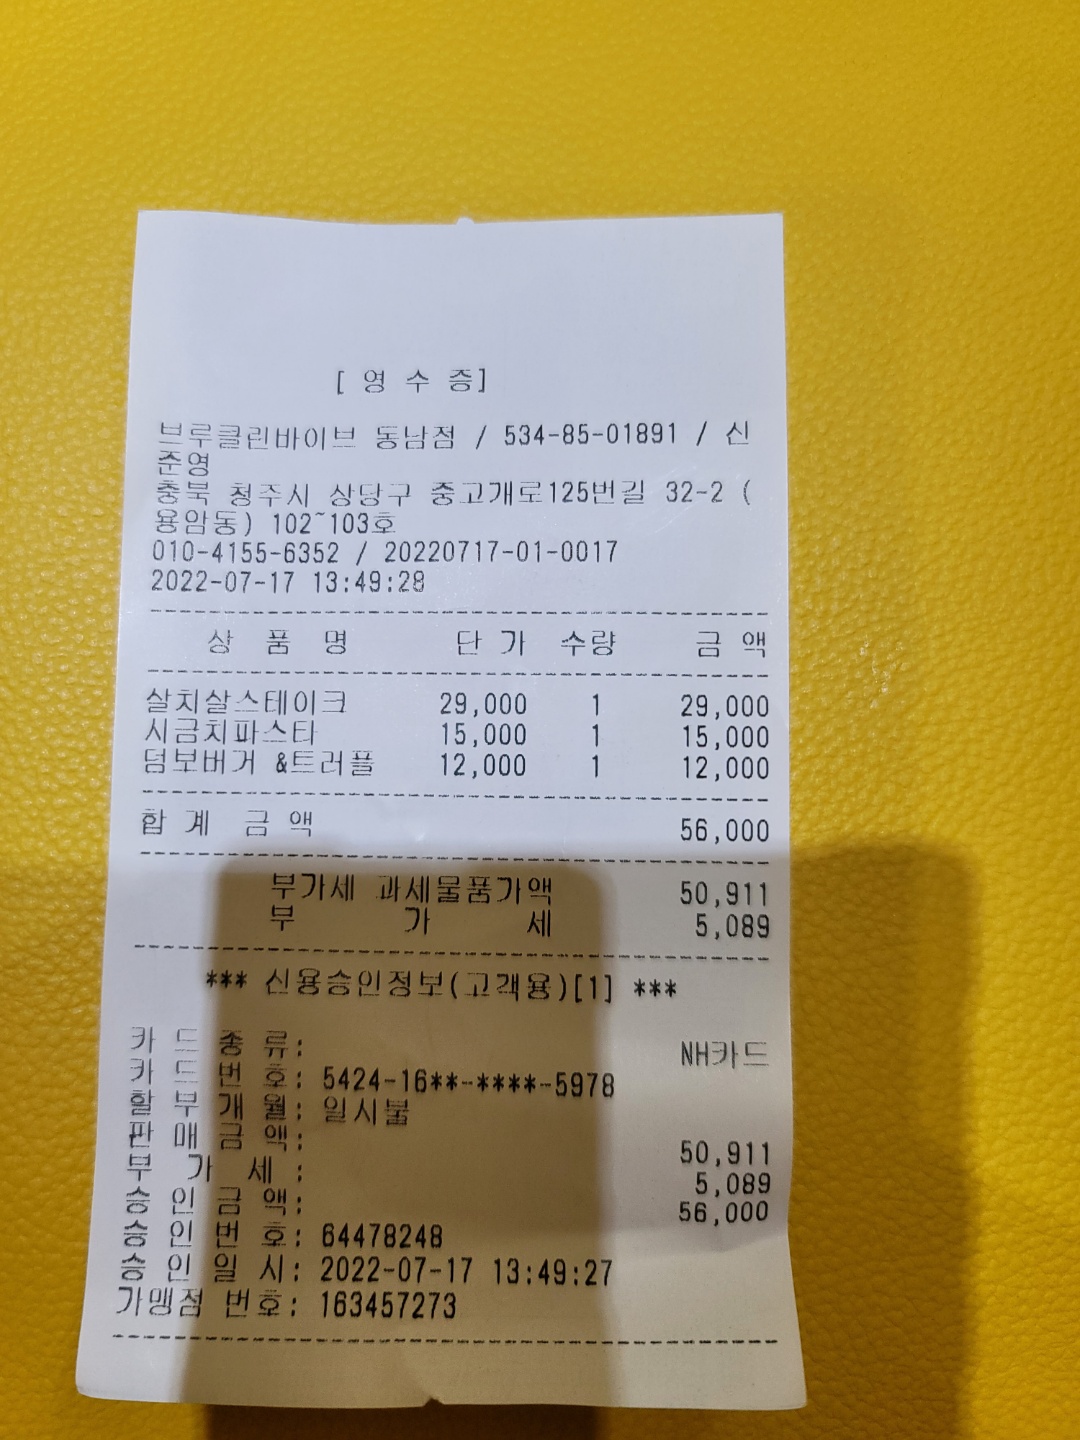 [ 영 수 증]
브루클린바이브 동남점 / 534-85-01891 / 신
준영
충북 청주시 상당구 중고개로125번길 32-2 (
용암동) 102~103호
010-4155-6352 / 20220717-01-0017
2022-07-17 13:49:28
상 품 명 단 가 수량 금 액
살치살스테이크 29,000 1 29,000
시금치파스타 15,000 1 15,000
덤보버거 &트러플 12,000 1 12,000
합 계 금 액 56,000
부가세 과세물품가액 50,911
부 가 세 5,089
*** 신용승인정보(고객용)[1] ***
카 드 종 류: NH카드
카 드 번 호: 5424-16**-****-5978
할 부 개 월: 일시불
판 매 금 액: 50,911
부 가 세 : 5,089
승 인 금 액: 56,000
승 인 번 호: 64478248
승 인 일 시: 2022-07-17 13:49:27
가맹점 번호: 163457273